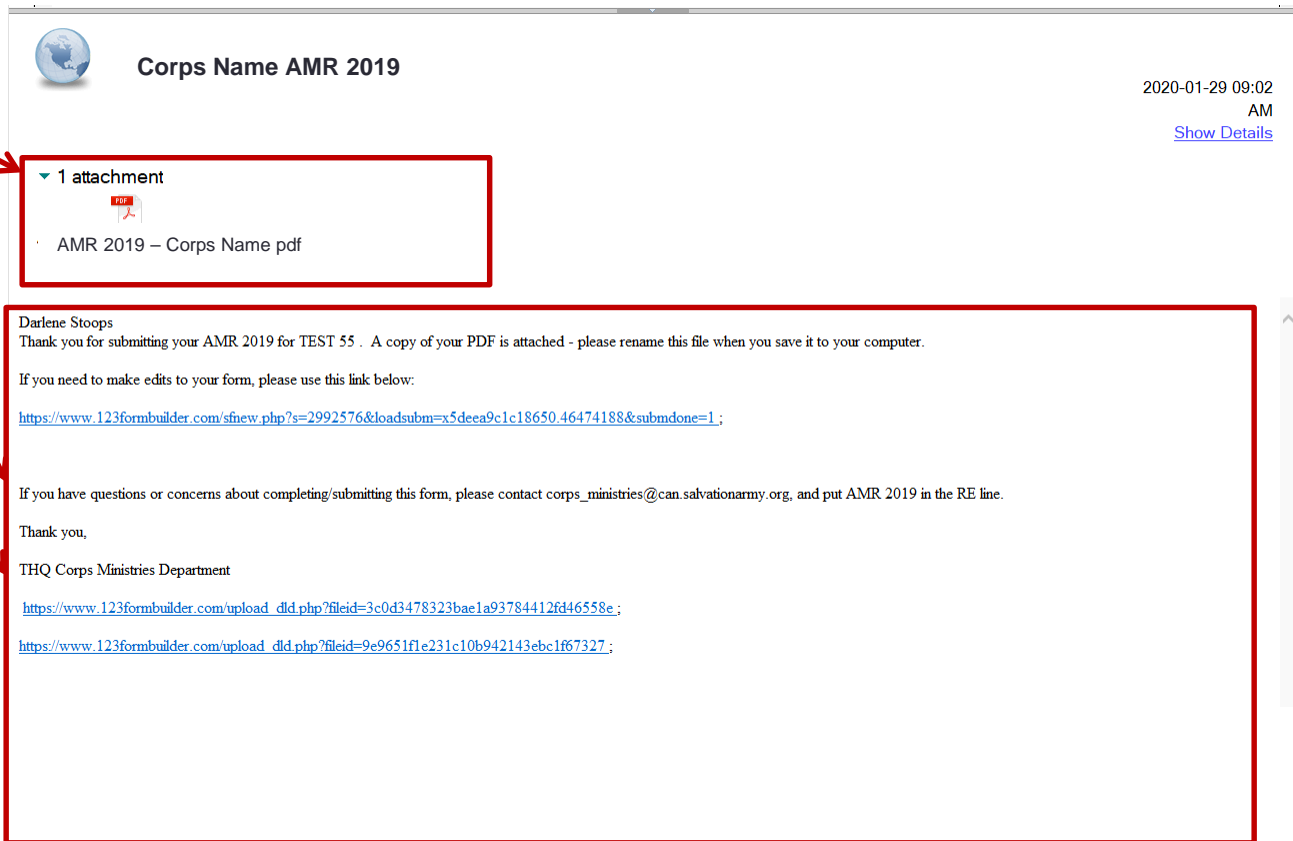 Corps Name AMR 2019
2020-01-29 09:02
AM
Show Details
1 attachment
PDF
AMR 2019 – Corps Name pdf
Darlene Stoops
Thank you for submitting your AMR 2019 for TEST 55 .  A copy of your PDF is attached - please rename this file when you save it to your computer.
If you need to make edits to your form, please use this link below:
https://www.123formbuilder.com/sfnew.php?s=2992576&loadsubm=x5deea9c1c18650.46474188&submdone=1 ;
If you have questions or concerns about completing/submitting this form, please contact corps_ministries@can.salvationarmy.org, and put AMR 2019 in the RE line.
Thank you,
THQ Corps Ministries Department
https://www.123formbuilder.com/upload_dld.php?fileid=3c0d3478323bae1a93784412fd46558e ;
https://www.123formbuilder.com/upload_dld.php?fileid=9e9651f1e231c10b942143ebc1f67327 ;